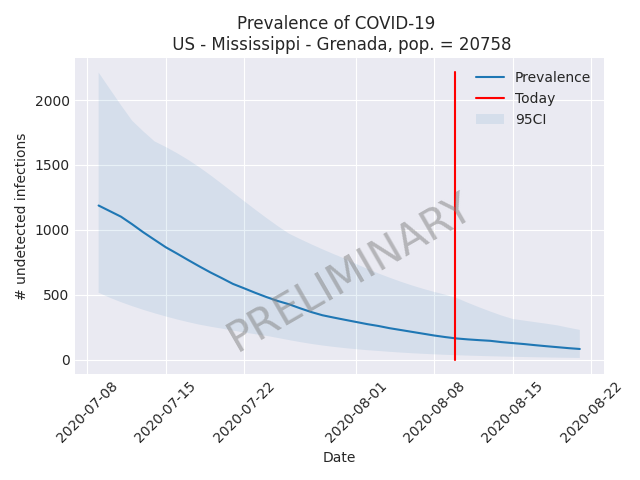 Prevalence of COVID-19
US - Mississippi - Grenada, pop. = 20758
# undetected infections
2000
1500
1000
500
0
Prevalence
Today
95CI
PRELIMINARY
2020-07-08
2020-07-15
2020-07-22
2020-08-01
2020-08-08
2020-08-15
2020-08-22
Date